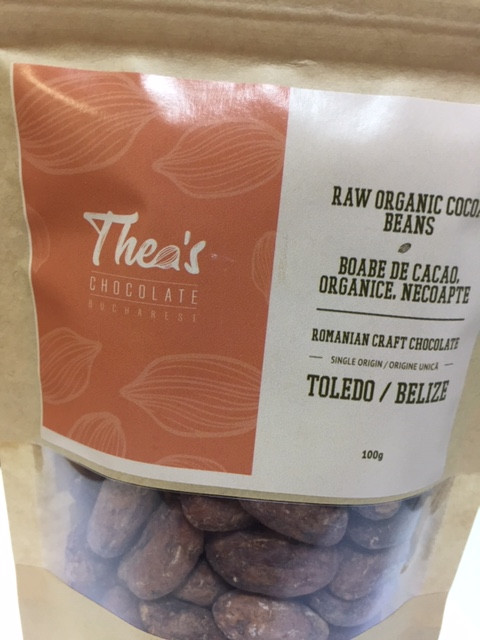 Thea's
CHOCOLATE
BUCHAREST
RAW ORGANIC COCOA
BEANS
BOABE DE CACAO,
ORGANICE, NECOAPTE
ROMANIAN CRAFT CHOCOLATE
SINGLE ORIGIN / ORIGINE UNICĂ
TOLEDO / BELIZE
100g